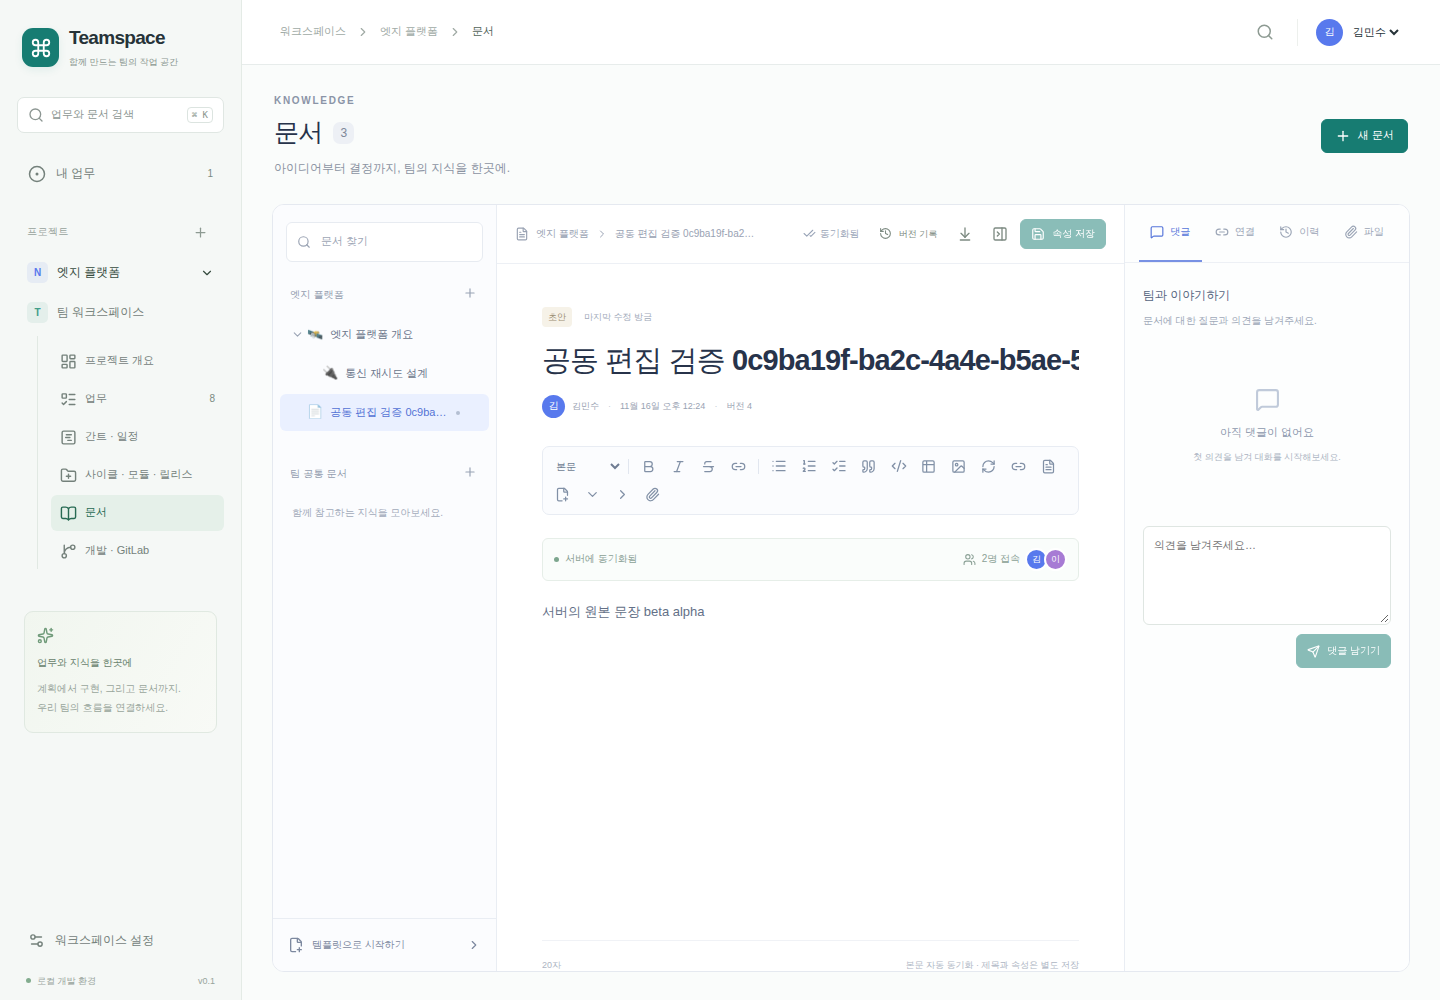 Teamspace
함께 만드는 팀의 작업 공간
업무와 문서 검색
⌘ K
내 업무
1
프로젝트
N
엣지 플랫폼
T
팀 워크스페이스
프로젝트 개요
업무
8
간트 · 일정
사이클 · 모듈 · 릴리스
문서
개발 · GitLab
업무와 지식을 한곳에
계획에서 구현, 그리고 문서까지.
우리 팀의 흐름을 연결하세요.
워크스페이스 설정
로컬 개발 환경
v0.1
워크스페이스
엣지 플랫폼
문서
김
김민수
KNOWLEDGE
문서
3
아이디어부터 결정까지, 팀의 지식을 한곳에.
새 문서
문서 찾기
엣지 플랫폼
엣지 플랫폼 개요
통신 재시도 설계
공동 편집 검증 0c9ba…
팀 공통 문서
함께 참고하는 지식을 모아보세요.
템플릿으로 시작하기
엣지 플랫폼
공동 편집 검증 0c9ba19f-ba2…
동기화됨
버전 기록
속성 저장
초안
마지막 수정 방금
공동 편집 검증 0c9ba19f-ba2c-4a4e-b5ae-5
김
김민수
·
11월 16일 오후 12:24
·
버전 4
본문
서버에 동기화됨
2명 접속
김
이
서버의 원본 문장 beta alpha
20자
본문 자동 동기화 · 제목과 속성은 별도 저장
댓글
연결
이력
파일
팀과 이야기하기
문서에 대한 질문과 의견을 남겨주세요.
아직 댓글이 없어요
첫 의견을 남겨 대화를 시작해보세요.
의견을 남겨주세요…
댓글 남기기